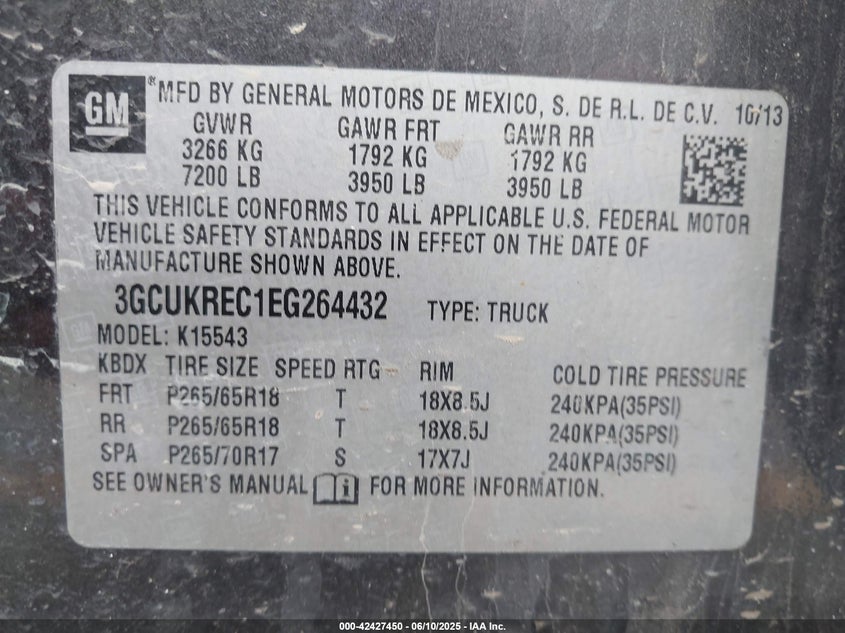 GM
*MFD BY GENERAL MOTORS DE MEXICO, S. DE R.L. DE C.V. 10/13
GVWR GAWR FRT GAWR RR
3266 KG 1792 KG 1792 KG
7200 LB 3950 LB 3950 LB
THIS VEHICLE CONFORMS TO ALL APPLICABLE U.S. FEDERAL MOTOR
VEHICLE SAFETY STANDARDS IN EFFECT ON THE DATE OF
MANUFACTURE SHOWN ABOVE.
3GCUKREC1EG264432 TYPE: TRUCK
MODEL: K15543
KBDX TIRE SIZE SPEED RTG RIM COLD TIRE PRESSURE
FRT P265/65R18 T 18X8.5J 240KPA(35PSI)
RR P265/65R18 T 18X8.5J 240KPA(35PSI)
SPA P265/70R17 S 17X7J 240KPA(35PSI)
SEE OWNER'S MANUAL i FOR MORE INFORMATION.
000-42427450 - 06/10/2025 - IAA Inc.